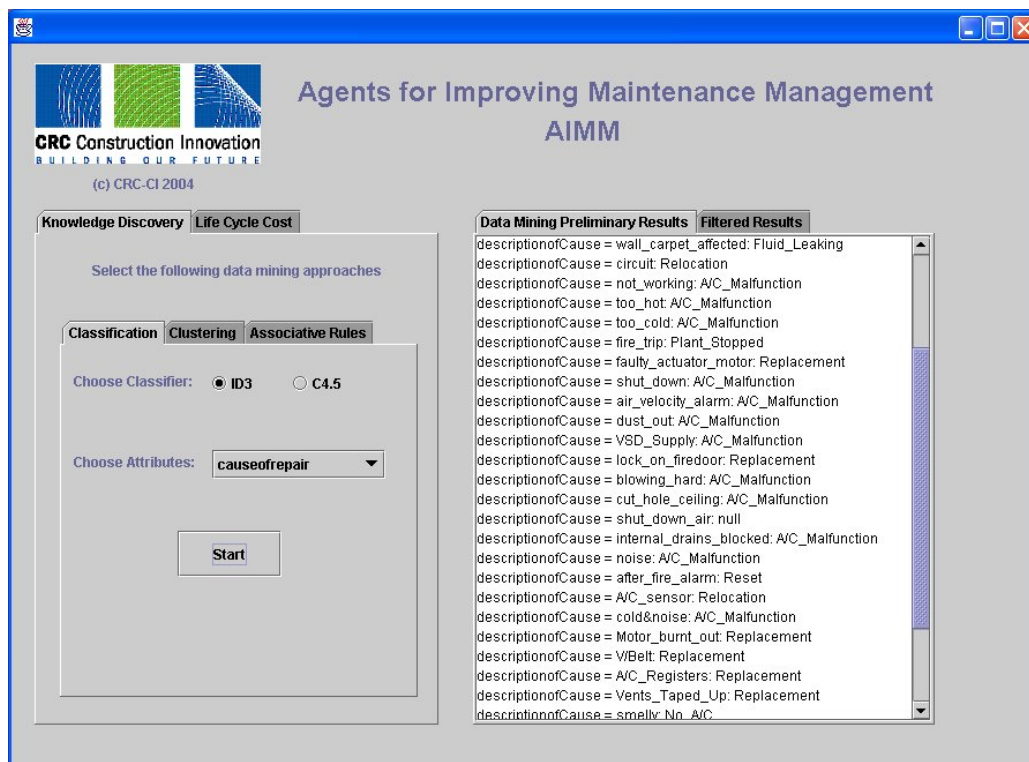 CRC Construction Innovation
BUILDING OUR FUTURE
(c) CRC-CI 2004
Agents for Improving Maintenance Management
AIMM
Knowledge Discovery Life Cycle Cost
Select the following data mining approaches
Classification Clustering Associative Rules
Choose Classifier: ID3 C4.5
Choose Attributes: causeofrepair
Start
Data Mining Preliminary Results Filtered Results
descriptionofCause = wall_carpet_affected: Fluid_Leaking
descriptionofCause = circuit: Relocation
descriptionofCause = not_working: A/C_Malfunction
descriptionofCause = too_hot: A/C_Malfunction
descriptionofCause = too_cold: A/C_Malfunction
descriptionofCause = fire_trip: Plant_Stopped
descriptionofCause = faulty_actuator_motor: Replacement
descriptionofCause = shut_down: A/C_Malfunction
descriptionofCause = air_velocity_alarm: A/C_Malfunction
descriptionofCause = dust_out: A/C_Malfunction
descriptionofCause = VSD_Supply: A/C_Malfunction
descriptionofCause = lock_on_firedoor: Replacement
descriptionofCause = blowing_hard: A/C_Malfunction
descriptionofCause = cut_hole_ceiling: A/C_Malfunction
descriptionofCause = shut_down_air: null
descriptionofCause = internal_drains_blocked: A/C_Malfunction
descriptionofCause = noise: A/C_Malfunction
descriptionofCause = after_fire_alarm: Reset
descriptionofCause = A/C_sensor: Relocation
descriptionofCause = cold&noise: A/C_Malfunction
descriptionofCause = Motor_burnt_out: Replacement
descriptionofCause = V/Belt: Replacement
descriptionofCause = A/C_Registers: Replacement
descriptionofCause = Vents_Taped_Up: Replacement
descriptionofCause = smelly: No_A/C